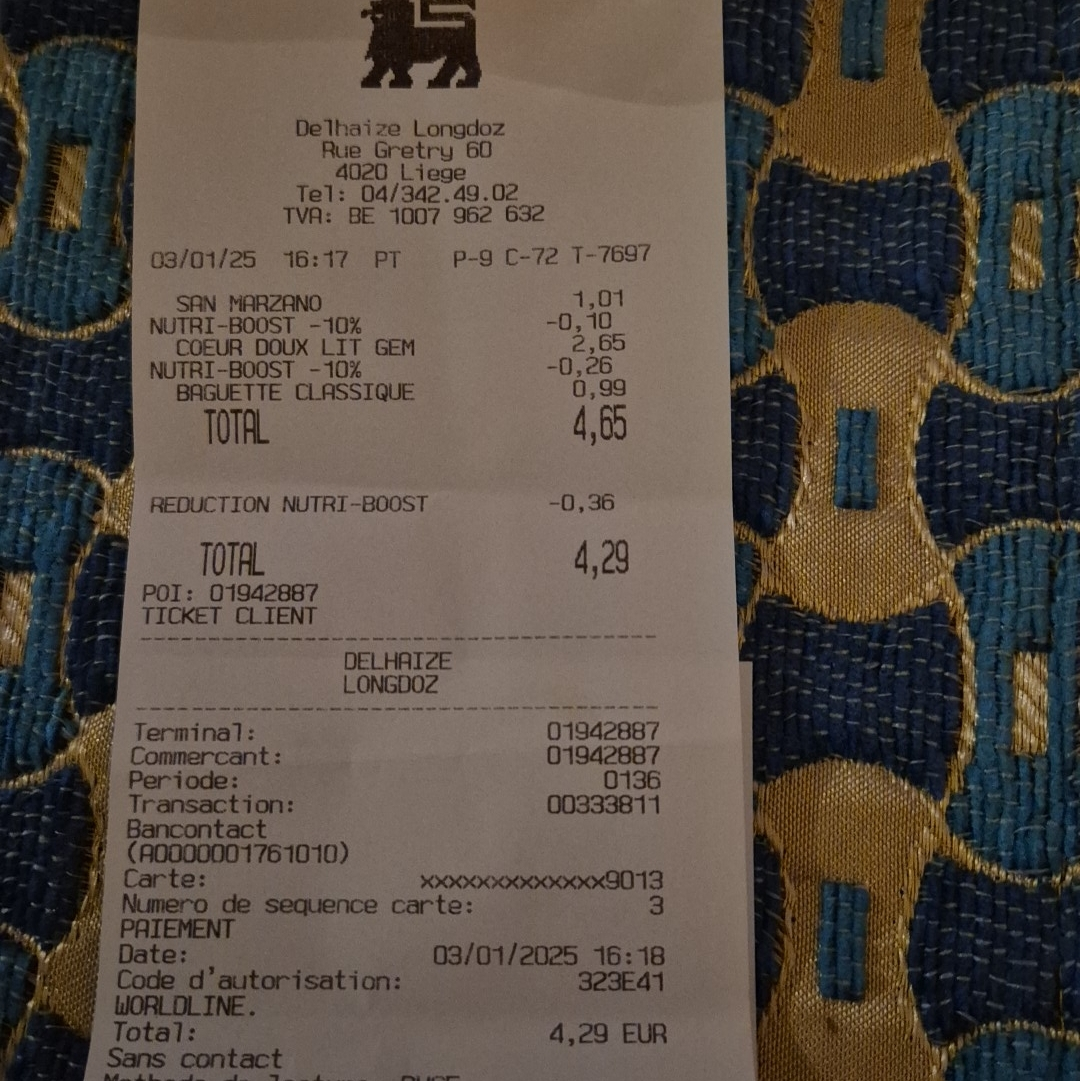 Delhaize Longdoz
Rue Gretry 60
4020 Liege
Tel: 04/342.49.02
TVA: BE 1007 962 632
03/01/25 16:17 PT P-9 C-72 T-7697
SAN MARZANO 1,01
NUTRI-BOOST -10% -0,10
COEUR DOUX LIT GEM 2,65
NUTRI-BOOST -10% -0,26
BAGUETTE CLASSIQUE 0,99
TOTAL 4,65
REDUCTION NUTRI-BOOST -0,36
TOTAL 4,29
POI: 01942887
TICKET CLIENT
DELHAIZE
LONGDOZ
Terminal: 01942887
Commercant: 01942887
Periode: 0136
Transaction: 00333811
Bancontact
(A0000001761010)
Carte: xxxxxxxxxxxxx9013
Numero de sequence carte: 3
PAIEMENT
Date: 03/01/2025 16:18
Code d'autorisation: 323E41
WORLDLINE.
Total: 4,29 EUR
Sans contact